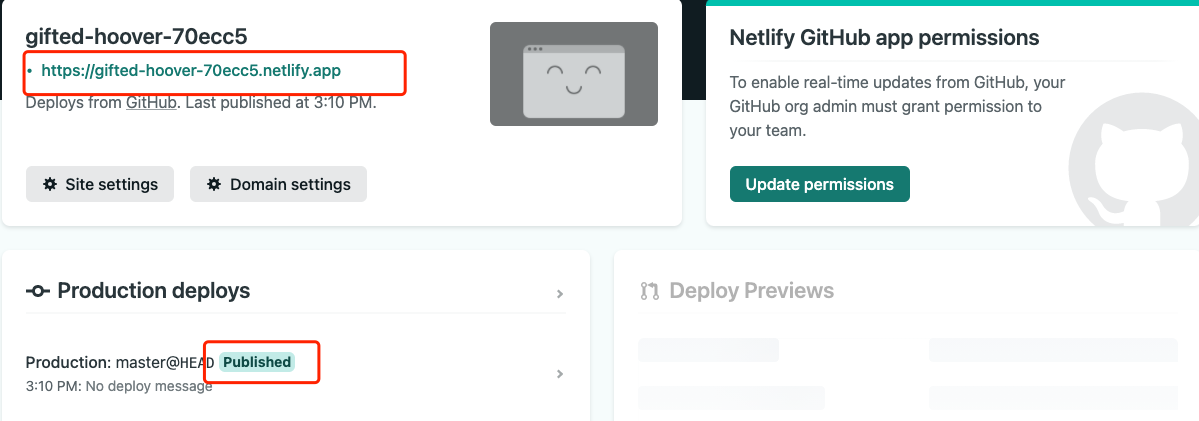 gifted-hoover-70ecc5
• https://gifted-hoover-70ecc5.netlify.app
Deploys from GitHub. Last published at 3:10 PM.
Site settings
Domain settings
Netlify GitHub app permissions
To enable real-time updates from GitHub, your
GitHub org admin must grant permission to
your team.
Update permissions
Production deploys
Production: master@HEAD Published
3:10 PM: No deploy message
Deploy Previews